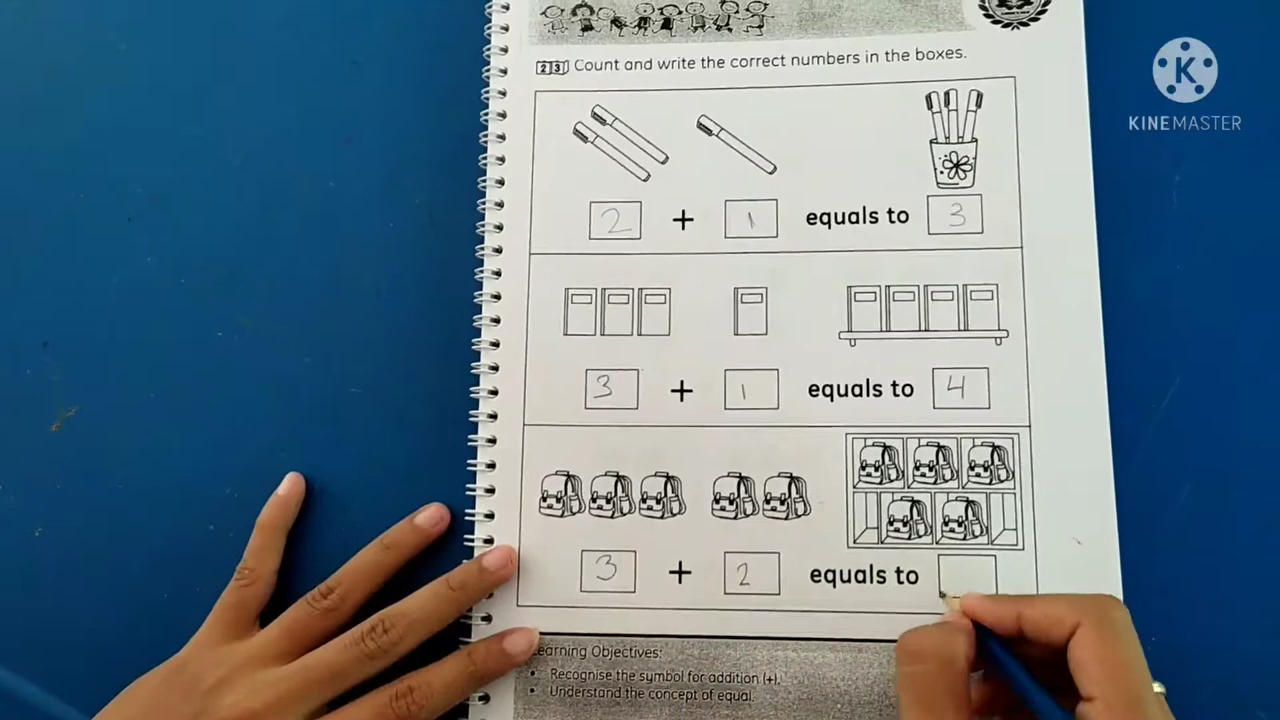 23 Count and write the correct numbers in the boxes.
2 + 1 equals to 3
3 + 1 equals to 4
3 + 2 equals to
Learning Objectives:
• Recognise the symbol for addition (+).
• Understand the concept of equal.
K
KINEMASTER